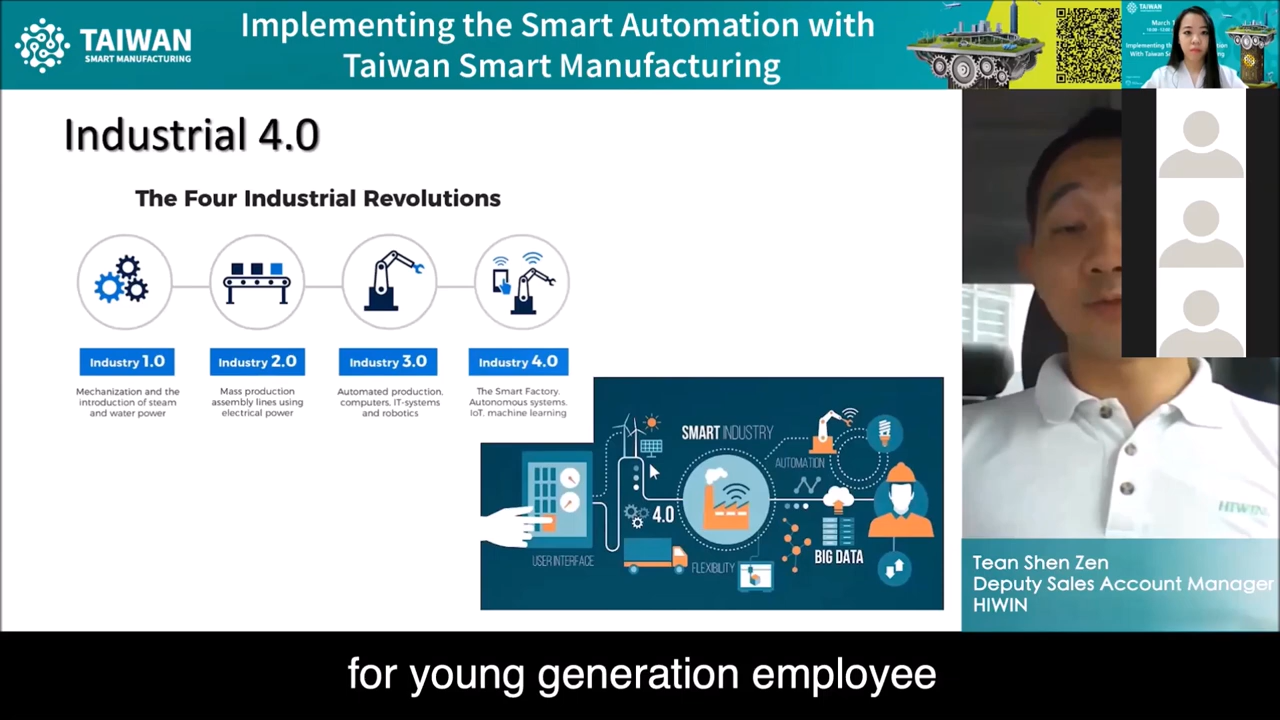 TAIWAN
SMART MANUFACTURING
Implementing the Smart Automation with
Taiwan Smart Manufacturing
TAIWAN
Industrial 4.0
The Four Industrial Revolutions
Industry 1.0
Industry 2.0
Industry 3.0
Industry 4.0
Mechanization and the
introduction of steam
and water power
Mass production
assembly lines using
electrical power
Automated production,
computers, IT-systems
and robotics
The Smart Factory.
Autonomous systems,
IoT, machine learning
SMART INDUSTRY
AUTOMATION
4.0
USER INTERFACE
FLEXIBILITY
BIG DATA
HIWIN
Tean Shen Zen
Deputy Sales Account Manager
HIWIN
for young generation employee